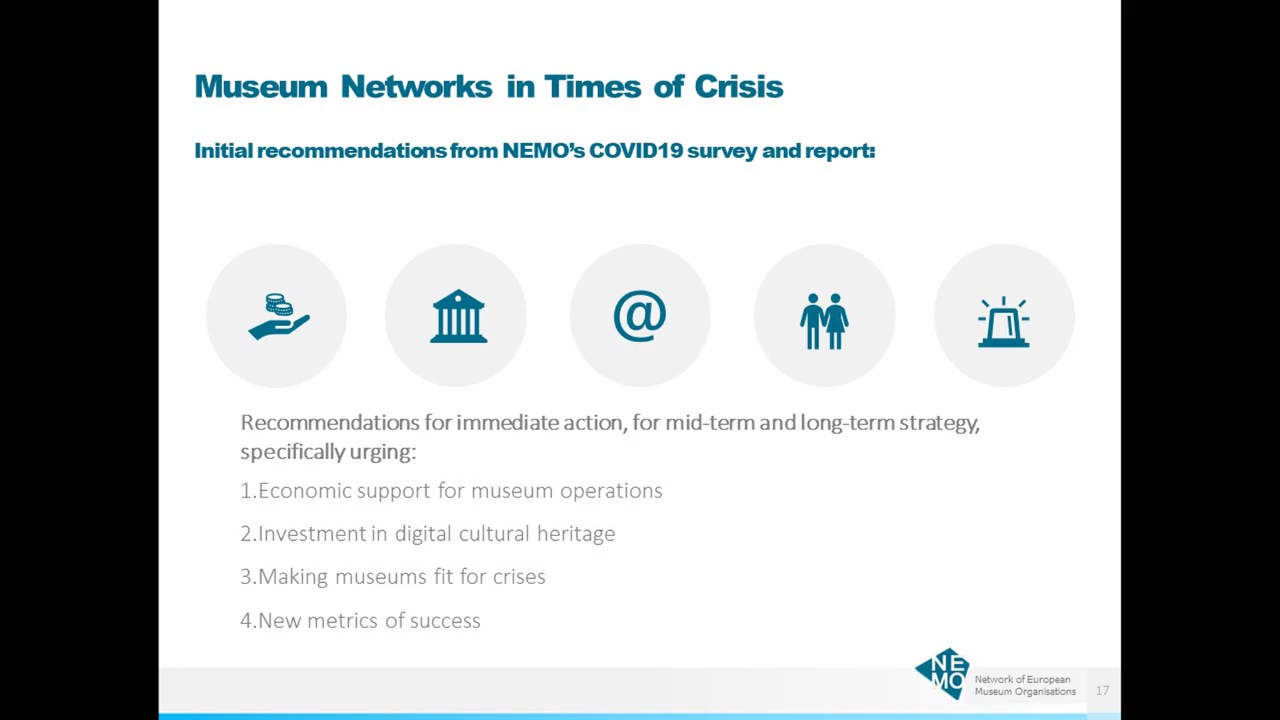 Museum Networks in Times of Crisis
Initial recommendations from NEMO's COVID19 survey and report:
@
Recommendations for immediate action, for mid-term and long-term strategy,
specifically urging:
1.Economic support for museum operations
2.Investment in digital cultural heritage
3.Making museums fit for crises
4.New metrics of success
NE
MO
Network of European
Museum Organisations
17